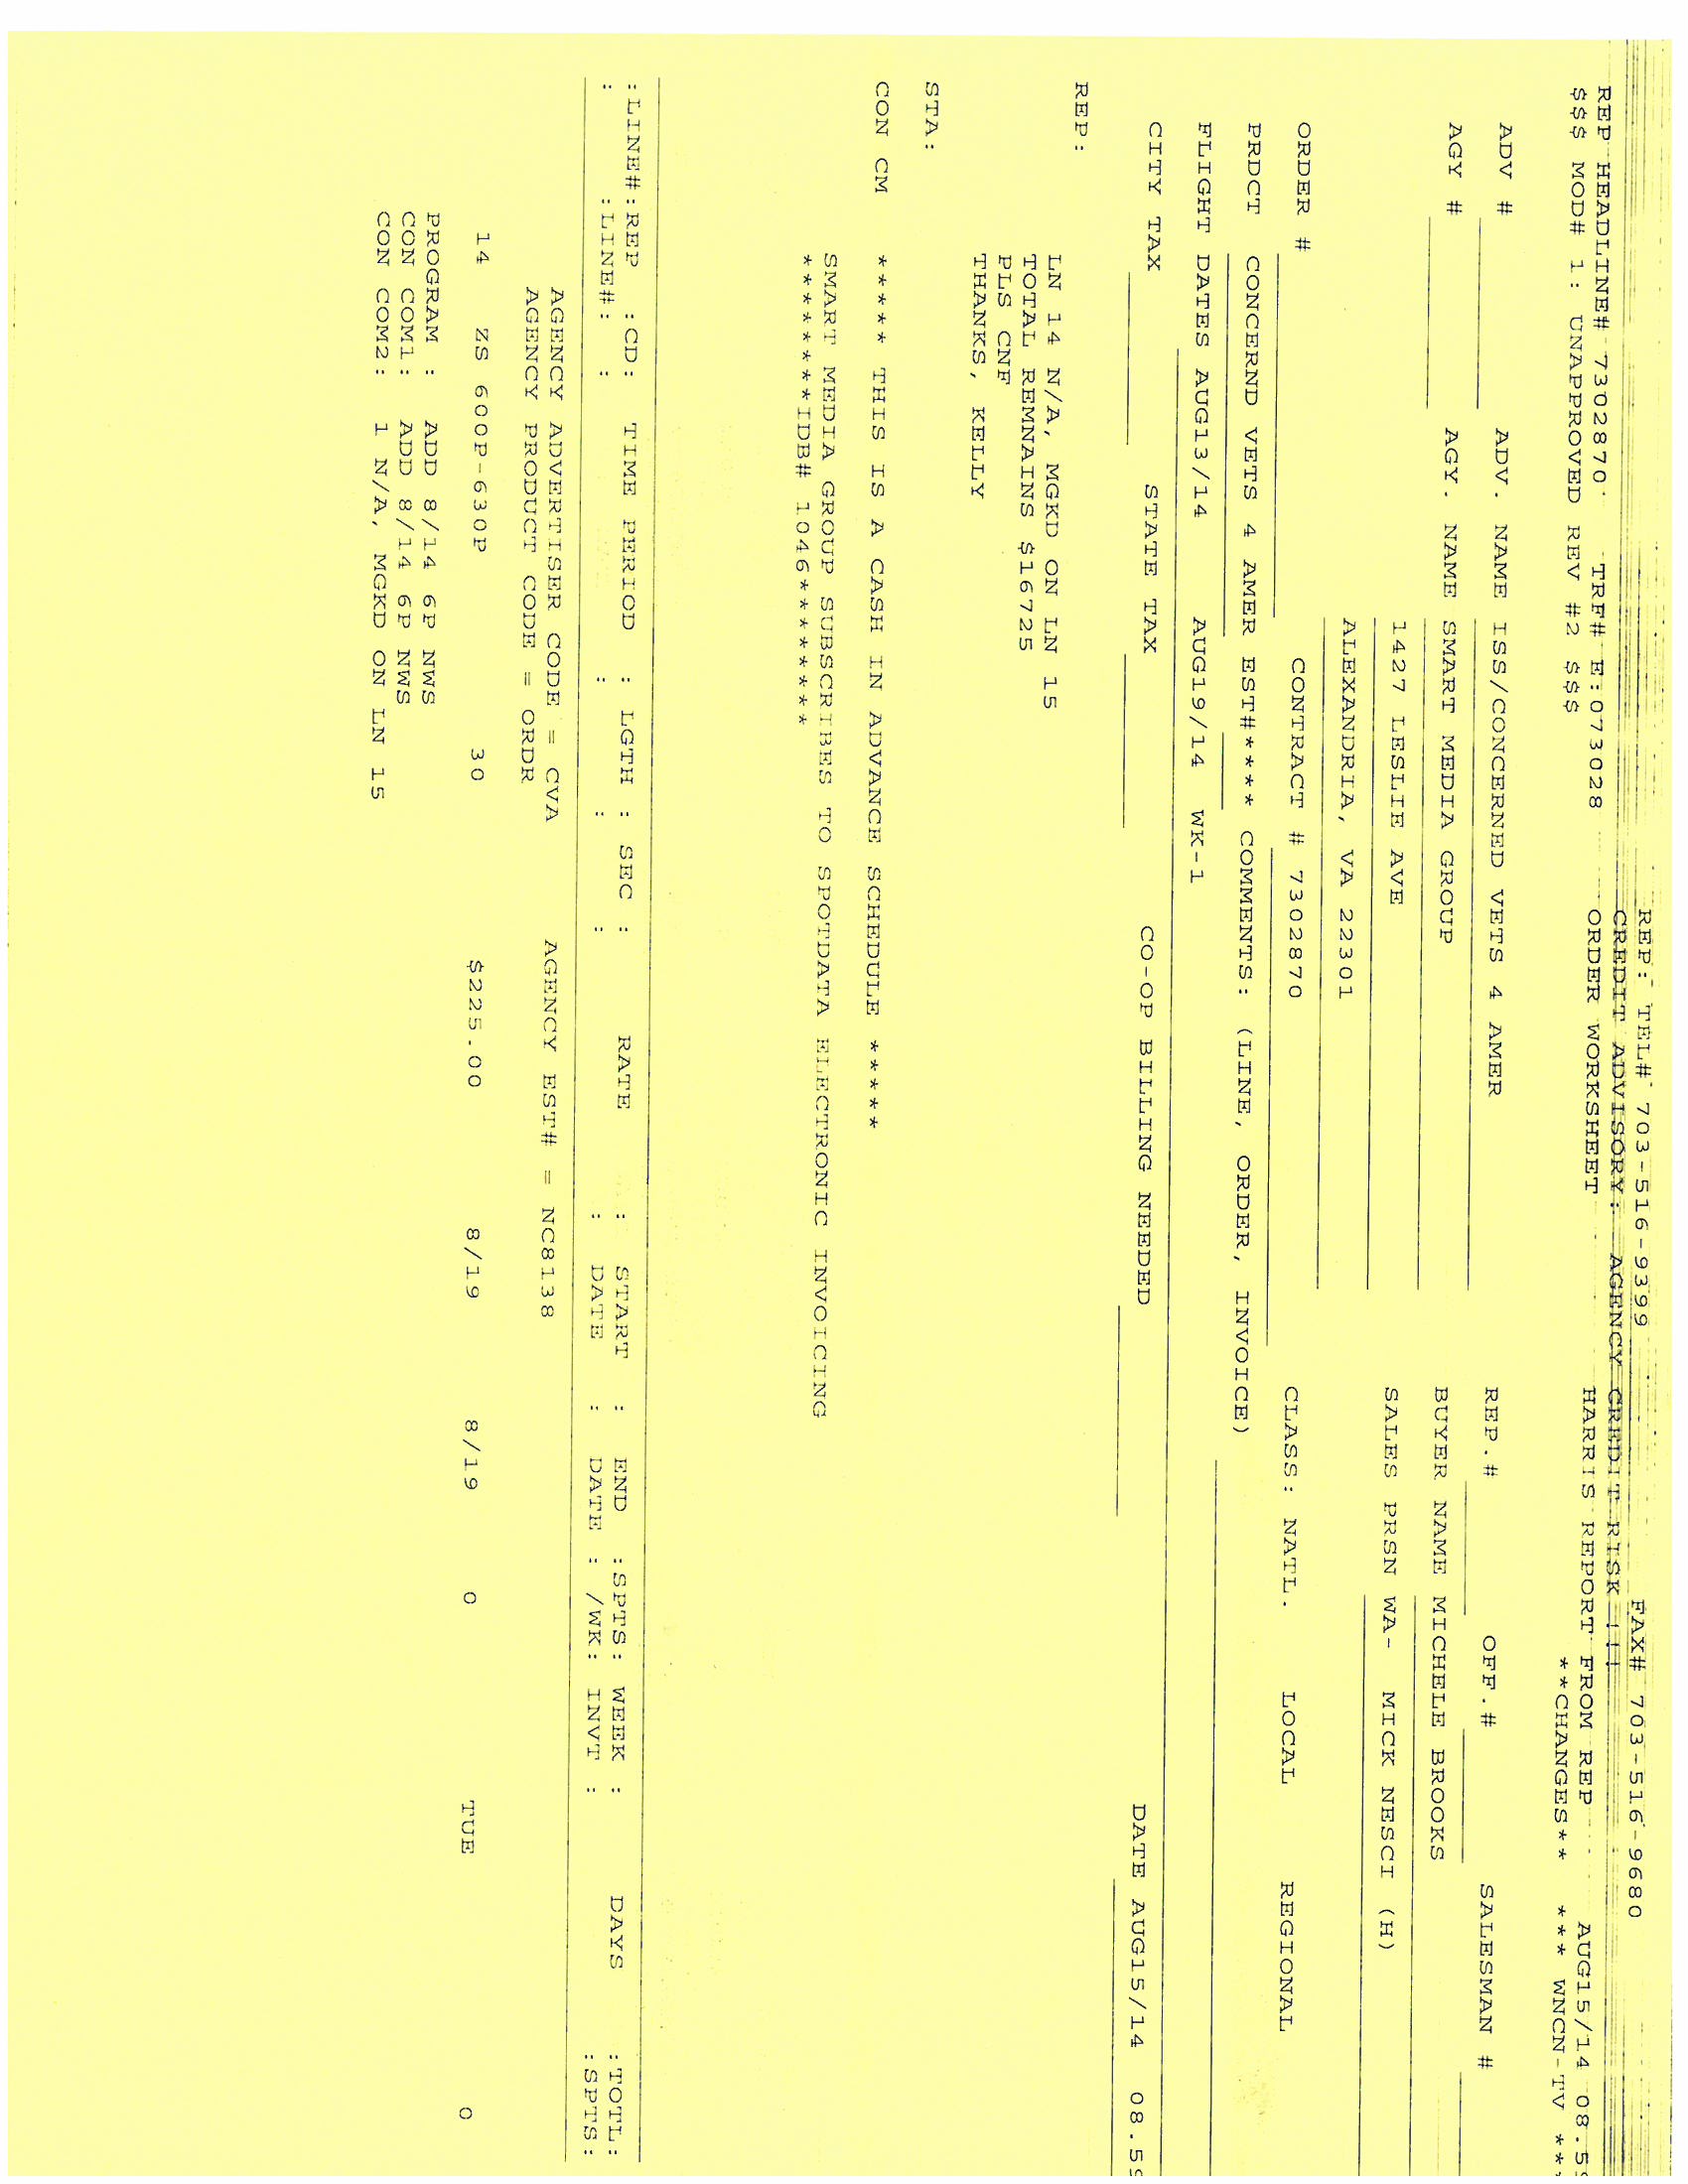 REP: TEL# 703-516-9399 FAX# 703-516-9680
CREDIT ADVISORY: AGENCY CREDIT RISK !!!
REP HEADLINE# 7302870 TRF# E:073028 ORDER WORKSHEET HARRIS REPORT FROM REP AUG15/14 08.59
$$$ MOD# 1: UNAPPROVED REV #2 $$$ **CHANGES** *** WNCN-TV ***
ADV # ADV. NAME ISS/CONCERNED VETS 4 AMER REP.# OFF.# SALESMAN #
AGY # AGY. NAME SMART MEDIA GROUP BUYER NAME MICHELE BROOKS
1427 LESLIE AVE SALES PRSN WA- MICK NESCI (H)
ALEXANDRIA, VA 22301
ORDER # CONTRACT # 7302870 CLASS: NATL. LOCAL REGIONAL
PRDCT CONCERND VETS 4 AMER EST#**** COMMENTS: (LINE, ORDER, INVOICE)
FLIGHT DATES AUG13/14 AUG19/14 WK-1
CITY TAX STATE TAX CO-OP BILLING NEEDED DATE AUG15/14 08.59
REP:
LN 14 N/A, MGKD ON LN 15
TOTAL REMNAINS $16725
PLS CNF
THANKS, KELLY
STA:
CON CM ***** THIS IS A CASH IN ADVANCE SCHEDULE *****
SMART MEDIA GROUP SUBSCRIBES TO SPOTDATA ELECTRONIC INVOICING
*********IDB# 1046*********
:LINE#:REP :CD: TIME PERIOD : LGTH : SEC : RATE : START : END :SPTS: WEEK : DAYS :TOTL:
: :LINE#: : : : : : DATE : DATE : /WK: INVT : :SPTS:
AGENCY ADVERTISER CODE = CVA AGENCY EST# = NC8138
AGENCY PRODUCT CODE = ORDR
14 ZS 600P-630P 30 $225.00 8/19 8/19 0 TUE 0
PROGRAM : ADD 8/14 6P NWS
CON COM1: ADD 8/14 6P NWS
CON COM2: 1 N/A, MGKD ON LN 15